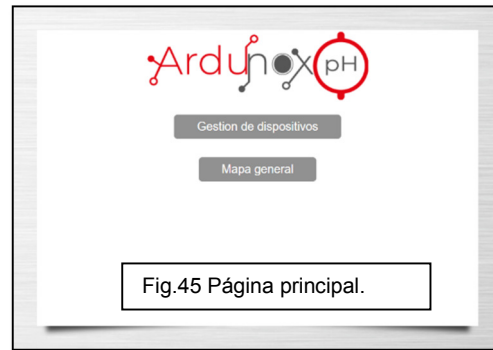 Ardunox pH
Gestion de dispositivos
Mapa general
Fig.45 Página principal.